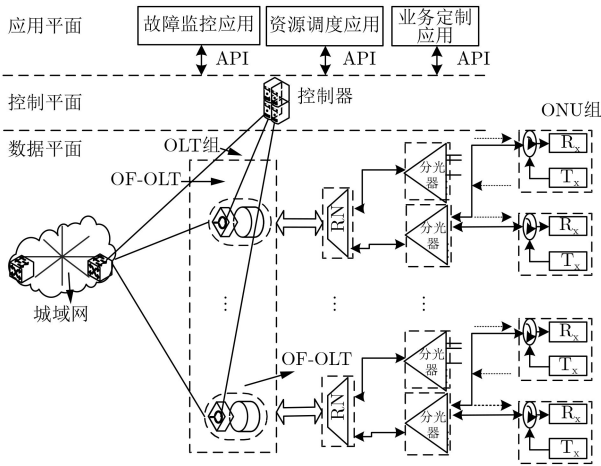 应用平面
故障监控应用
资源调度应用
业务定制
应用
API
API
API
控制平面
控制器
数据平面
ONU组
OLT组
OF-OLT
RN
分光器
分光器
Rx
Tx
Rx
Tx
城域网
⋮
⋮
⋮
OF-OLT
RN
分光器
分光器
Rx
Tx
Rx
Tx